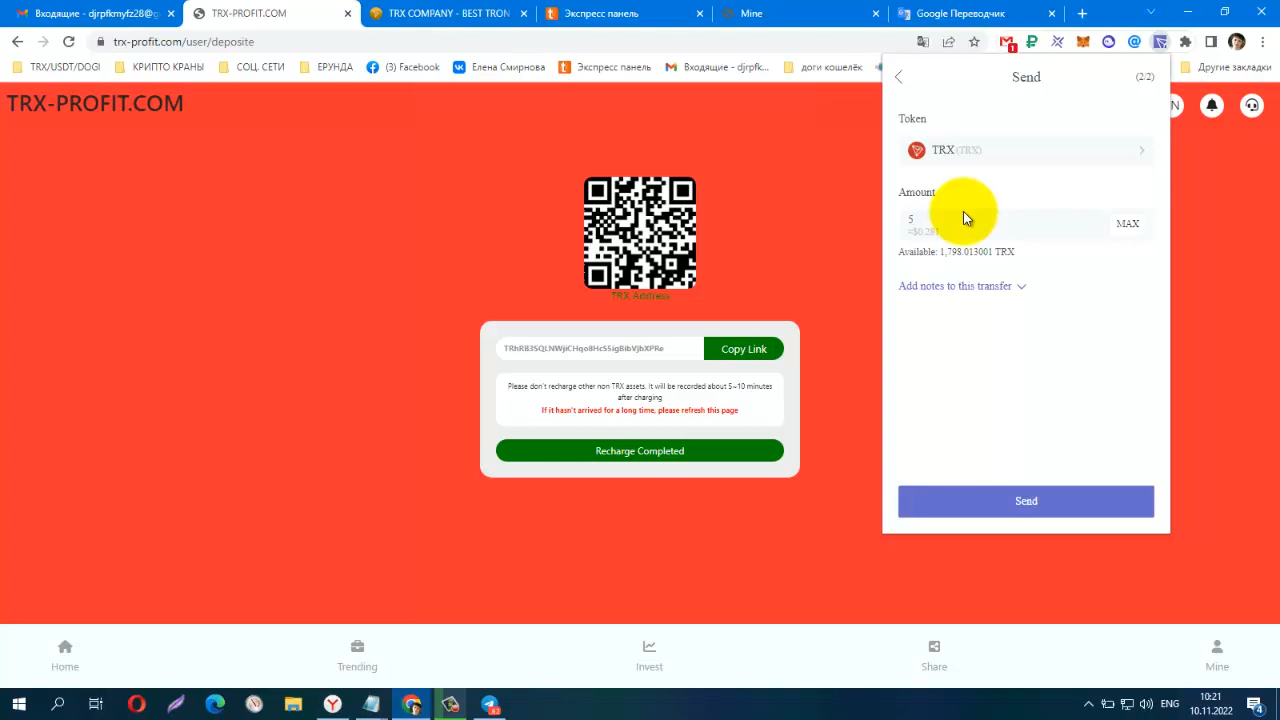 Входящие - djrpkmyfz28@g
TRX-PROFIT.COM
TRX COMPANY - BEST TRON
Экспресс панель
Mine
Google Переводчик
trx-profit.com/user/deposite
1
TRX/USDT/DOGI
КРИПТО КРАНЫ
СОЦ. СЕТИ
ЕРУНДА
(3) Facebook
Елена Смирнова
Экспресс панель
Входящие - djrpfk...
доги кошелёк
Другие закладки
TRX-PROFIT.COM
N
Send
(2/2)
Token
TRX (TRX)
Amount
5
≈$0.28
MAX
Available: 1,798.013001 TRX
Add notes to this transfer
Send
TRX Address
Copy Link
Please don't recharge other non TRX assets. It will be recorded about 5~10 minutes
after charging
If it hasn't arrived for a long time, please refresh this page
Recharge Completed
Home
Trending
Invest
Share
Mine
ENG
10:21
10.11.2022
4